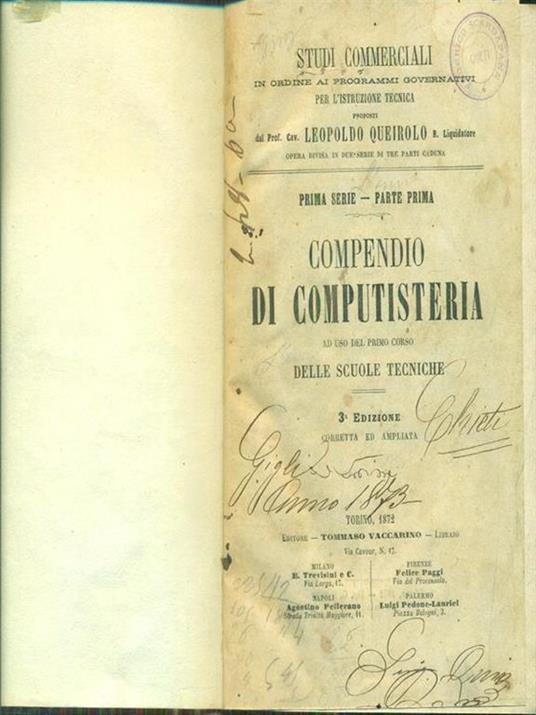 STUDI COMMERCIALI
IN ORDINE AI PROGRAMMI GOVERNATIVI
PER L'ISTRUZIONE TECNICA
PROPOSTI
dal Prof. Cav. LEOPOLDO QUEIROLO R. Liquidatore
OPERA DIVISA IN DUE SERIE DI TRE PARTI CADUNA
PRIMA SERIE — PARTE PRIMA
COMPENDIO
DI COMPUTISTERIA
AD USO DEL PRIMO CORSO
DELLE SCUOLE TECNICHE
3ª EDIZIONE
CORRETTA ED AMPLIATA
Chieti
Anno 1873
TORINO, 1872
EDITORE — TOMMASO VACCARINO — LIBRAIO
Via Cavour, N. 17.
MILANO
E. Trevisini e C.
Via Larga, 17.
FIRENZE
Felice Paggi
Via del Proconsolo.
NAPOLI
Agostino Pellerano
Strada Trinità Maggiore, 11.
PALERMO
Luigi Pedone-Lauriel
Piazza Bologni, 3.